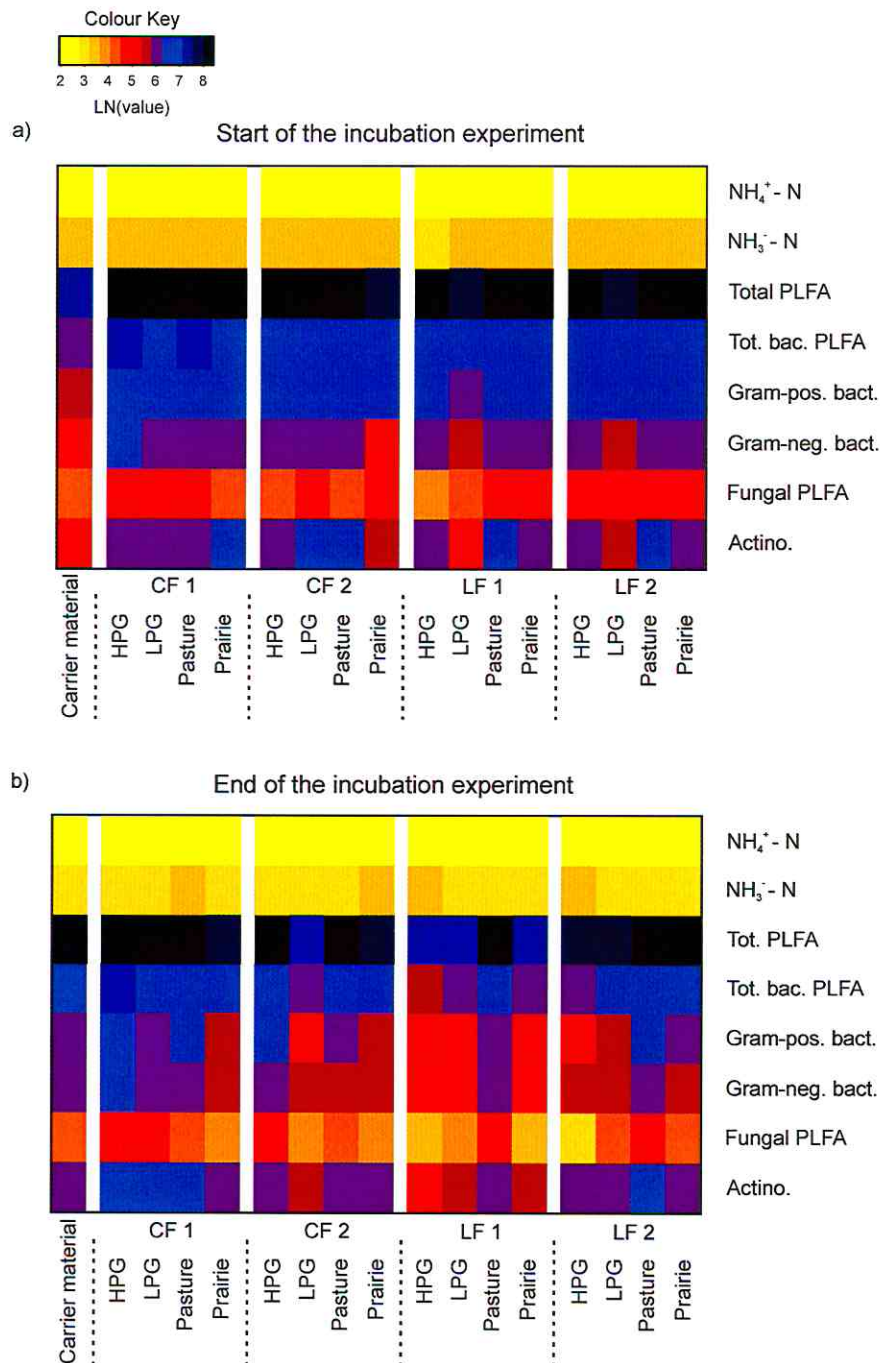 Colour Key
2 3 4 5 6 7 8
LN(value)
a) Start of the incubation experiment
NH₄⁺- N
NH₃⁻- N
Total PLFA
Tot. bac. PLFA
Gram-pos. bact.
Gram-neg. bact.
Fungal PLFA
Actino.
CF 1 CF 2 LF 1 LF 2
Carrier material HPG LPG Pasture Prairie HPG LPG Pasture Prairie HPG LPG Pasture Prairie HPG LPG Pasture Prairie
b) End of the incubation experiment
NH₄⁺- N
NH₃⁻- N
Tot. PLFA
Tot. bac. PLFA
Gram-pos. bact.
Gram-neg. bact.
Fungal PLFA
Actino.
CF 1 CF 2 LF 1 LF 2
Carrier material HPG LPG Pasture Prairie HPG LPG Pasture Prairie HPG LPG Pasture Prairie HPG LPG Pasture Prairie